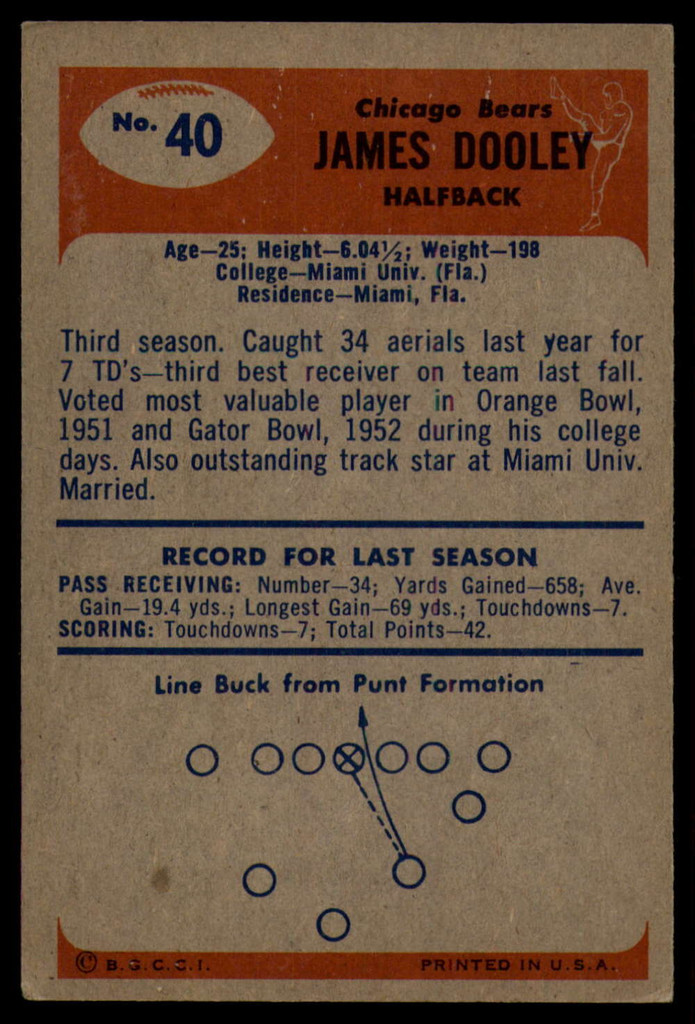 No. 40
Chicago Bears
JAMES DOOLEY
HALFBACK
Age—25; Height—6.04½; Weight—198
College—Miami Univ. (Fla.)
Residence—Miami, Fla.
Third season. Caught 34 aerials last year for
7 TD's—third best receiver on team last fall.
Voted most valuable player in Orange Bowl,
1951 and Gator Bowl, 1952 during his college
days. Also outstanding track star at Miami Univ.
Married.
RECORD FOR LAST SEASON
PASS RECEIVING: Number—34; Yards Gained—658; Ave.
Gain—19.4 yds.; Longest Gain—69 yds.; Touchdowns—7.
SCORING: Touchdowns—7; Total Points—42.
Line Buck from Punt Formation
© B.G.C.C.I. PRINTED IN U.S.A.